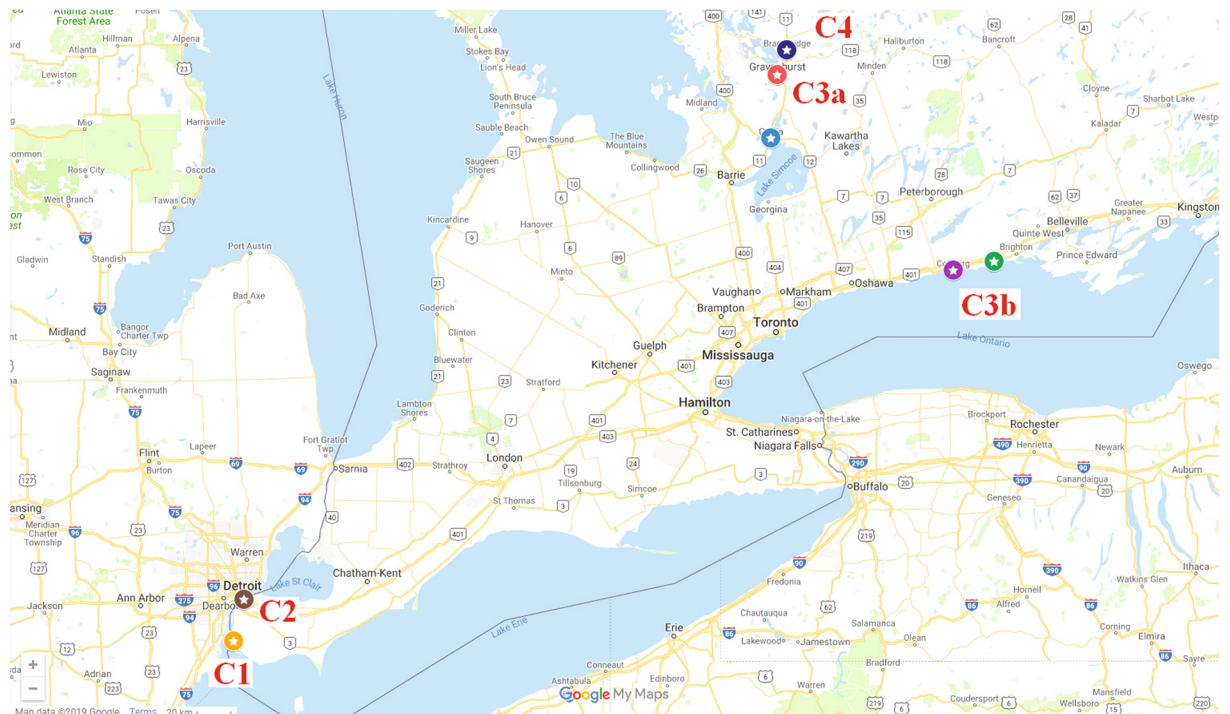 Atlanta State
Forest Area
Posen
Hillman
Alpena
Atlanta
Lewiston
Mio
Harrisville
Rose City
Oscoda
West Branch
Tawas City
Gladwin
Standish
Port Austin
Bad Axe
Midland
Bangor
Charter Twp
Bay City
Saginaw
Frankenmuth
Flint
Burton
Lapeer
Fort Gratiot
Twp
Sarnia
Meridian
Charter
Township
Warren
Detroit
Ann Arbor
Jackson
Adrian
Lake St Clair
C2
C1
Lake Huron
Miller Lake
Stokes Bay
Lion's Head
South Bruce
Peninsula
Sauble Beach
Owen Sound
The Blue
Mountains
Collingwood
Midland
Saugeen
Shores
Kincardine
Hanover
Minto
Goderich
Clinton
Bluewater
Stratford
Lambton
Shores
Strathroy
London
St Thomas
Tillsonburg
Simcoe
Chatham-Kent
Lake Erie
Guelph
Kitchener
Hamilton
Brampton
Mississauga
Toronto
Vaughan
Markham
Oshawa
Georgina
Lake Simcoe
Barrie
C4
C3a
Haliburton
Bancroft
Minden
Kawartha
Lakes
Peterborough
Cloyne
Kaladar
Sharbot Lake
Kingston
Greater
Napanee
Belleville
Quinte West
Brighton
Prince Edward
C3b
Lake Ontario
Oswego
Niagara-on-the-Lake
St. Catharines
Niagara Falls
Buffalo
Brockport
Rochester
Henrietta
Newark
Canandaigua
Auburn
Geneseo
Fredonia
Chautauqua
Lakewood
Jamestown
Salamanca
Olean
Bradford
Warren
Erie
Edinboro
Conneaut
Ashtabula
Hornell
Alfred
Watkins Glen
Ithaca
Corning
Elmira
Sayre
Mansfield
Coudersport
Wellsboro
Google My Maps
Map data ©2019 Google Terms 20 km